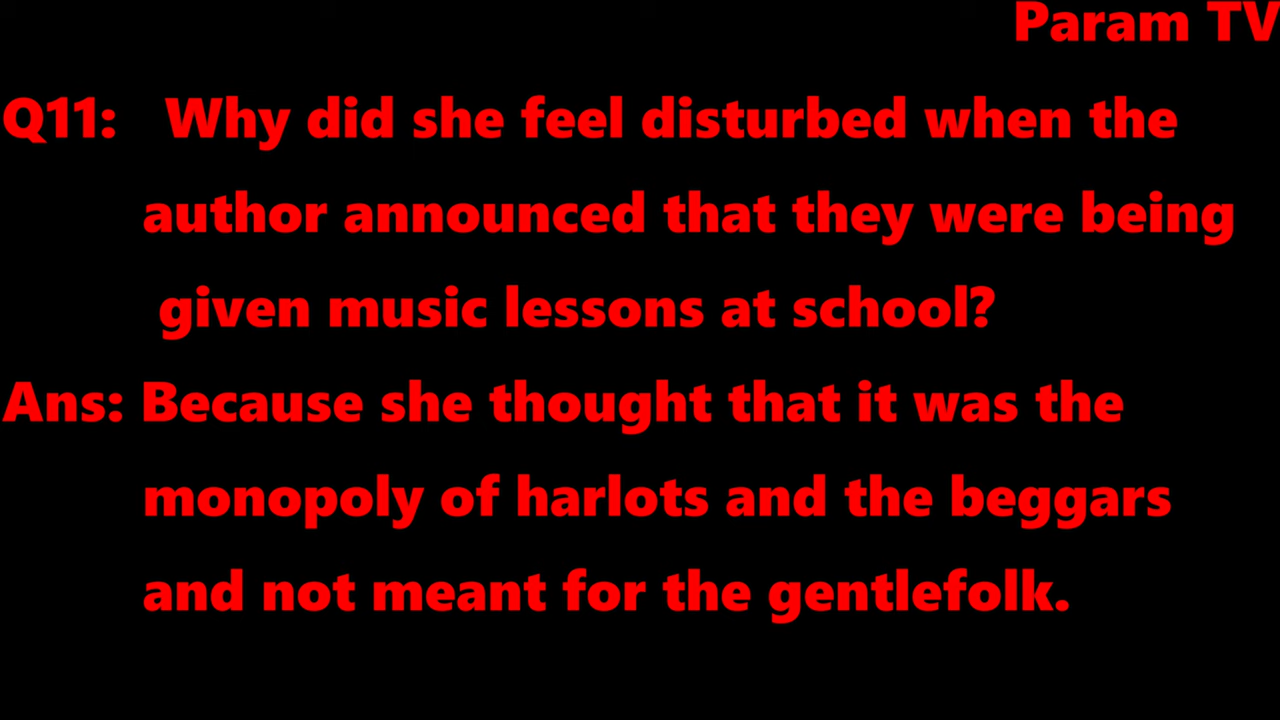 Param TV
Q11: Why did she feel disturbed when the
author announced that they were being
given music lessons at school?
Ans: Because she thought that it was the
monopoly of harlots and the beggars
and not meant for the gentlefolk.